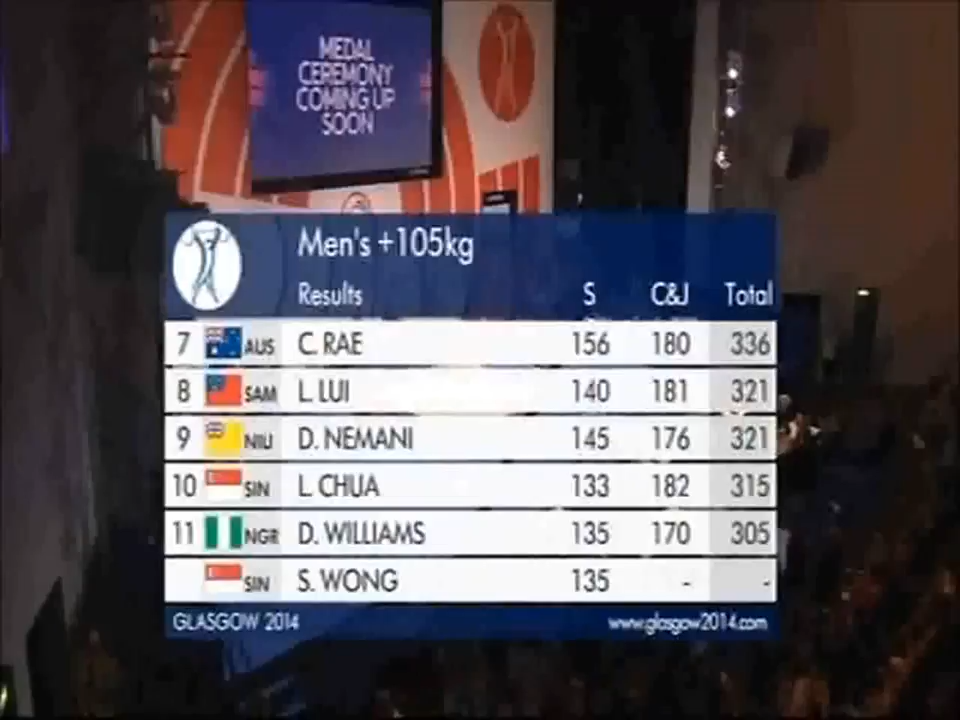 MEDAL
CEREMONY
COMING UP
SOON
Men's +105kg
Results S C&J Total
7 AUS C. RAE 156 180 336
8 SAM L. LUI 140 181 321
9 NIU D. NEMANI 145 176 321
10 SIN L. CHUA 133 182 315
11 NGR D. WILLIAMS 135 170 305
SIN S. WONG 135 - -
GLASGOW 2014 www.glasgow2014.com